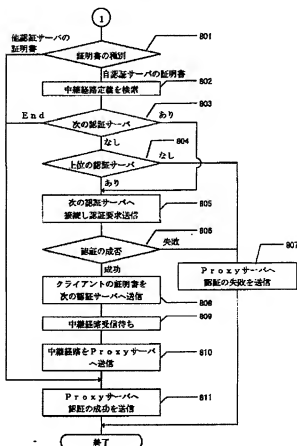 1
他認証サーバの
証明書
証明書の種別
801
自認証サーバの証明書
802
中継経路定義を検索
803
End
次の認証サーバ
あり
なし
804
上位の認証サーバ
なし
あり
次の認証サーバへ
接続し認証要求送信
805
806
認証の成否
失敗
成功
807
Proxyサーバへ
認証の失敗を送信
クライアントの証明書を
次の認証サーバへ送信
808
809
中継経路受信待ち
中継経路をProxyサーバ
へ送信
810
Proxyサーバへ
認証の成功を送信
811
終了